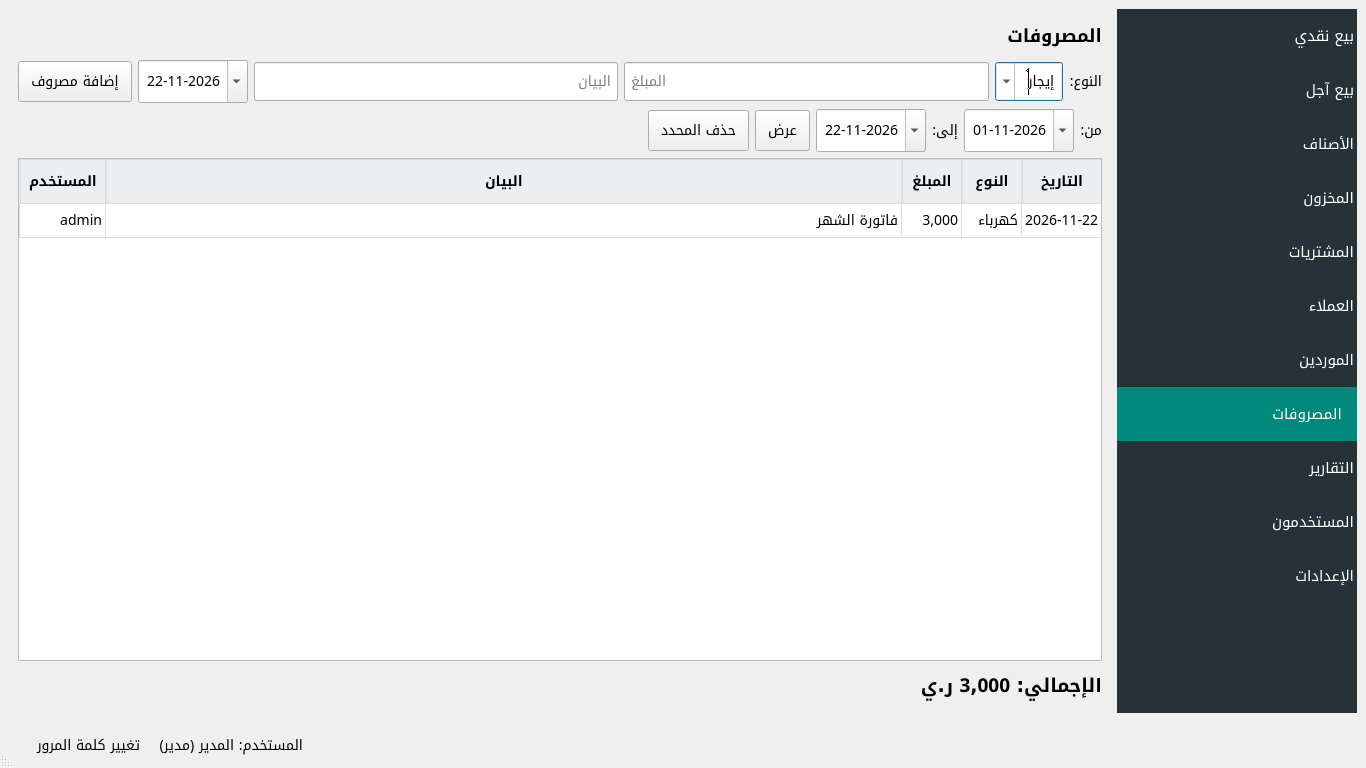 بيع نقدي
بيع آجل
الأصناف
المخزون
المشتريات
العملاء
الموردين
المصروفات
التقارير
المستخدمون
الإعدادات
المصروفات
النوع: إيجار المبلغ البيان 22-11-2026 إضافة مصروف
من: 01-11-2026 إلى: 22-11-2026 عرض حذف المحدد
التاريخ النوع المبلغ البيان المستخدم
2026-11-22 كهرباء 3,000 فاتورة الشهر admin
الإجمالي: 3,000 ر.ي
المستخدم: المدير (مدير) تغيير كلمة المرور